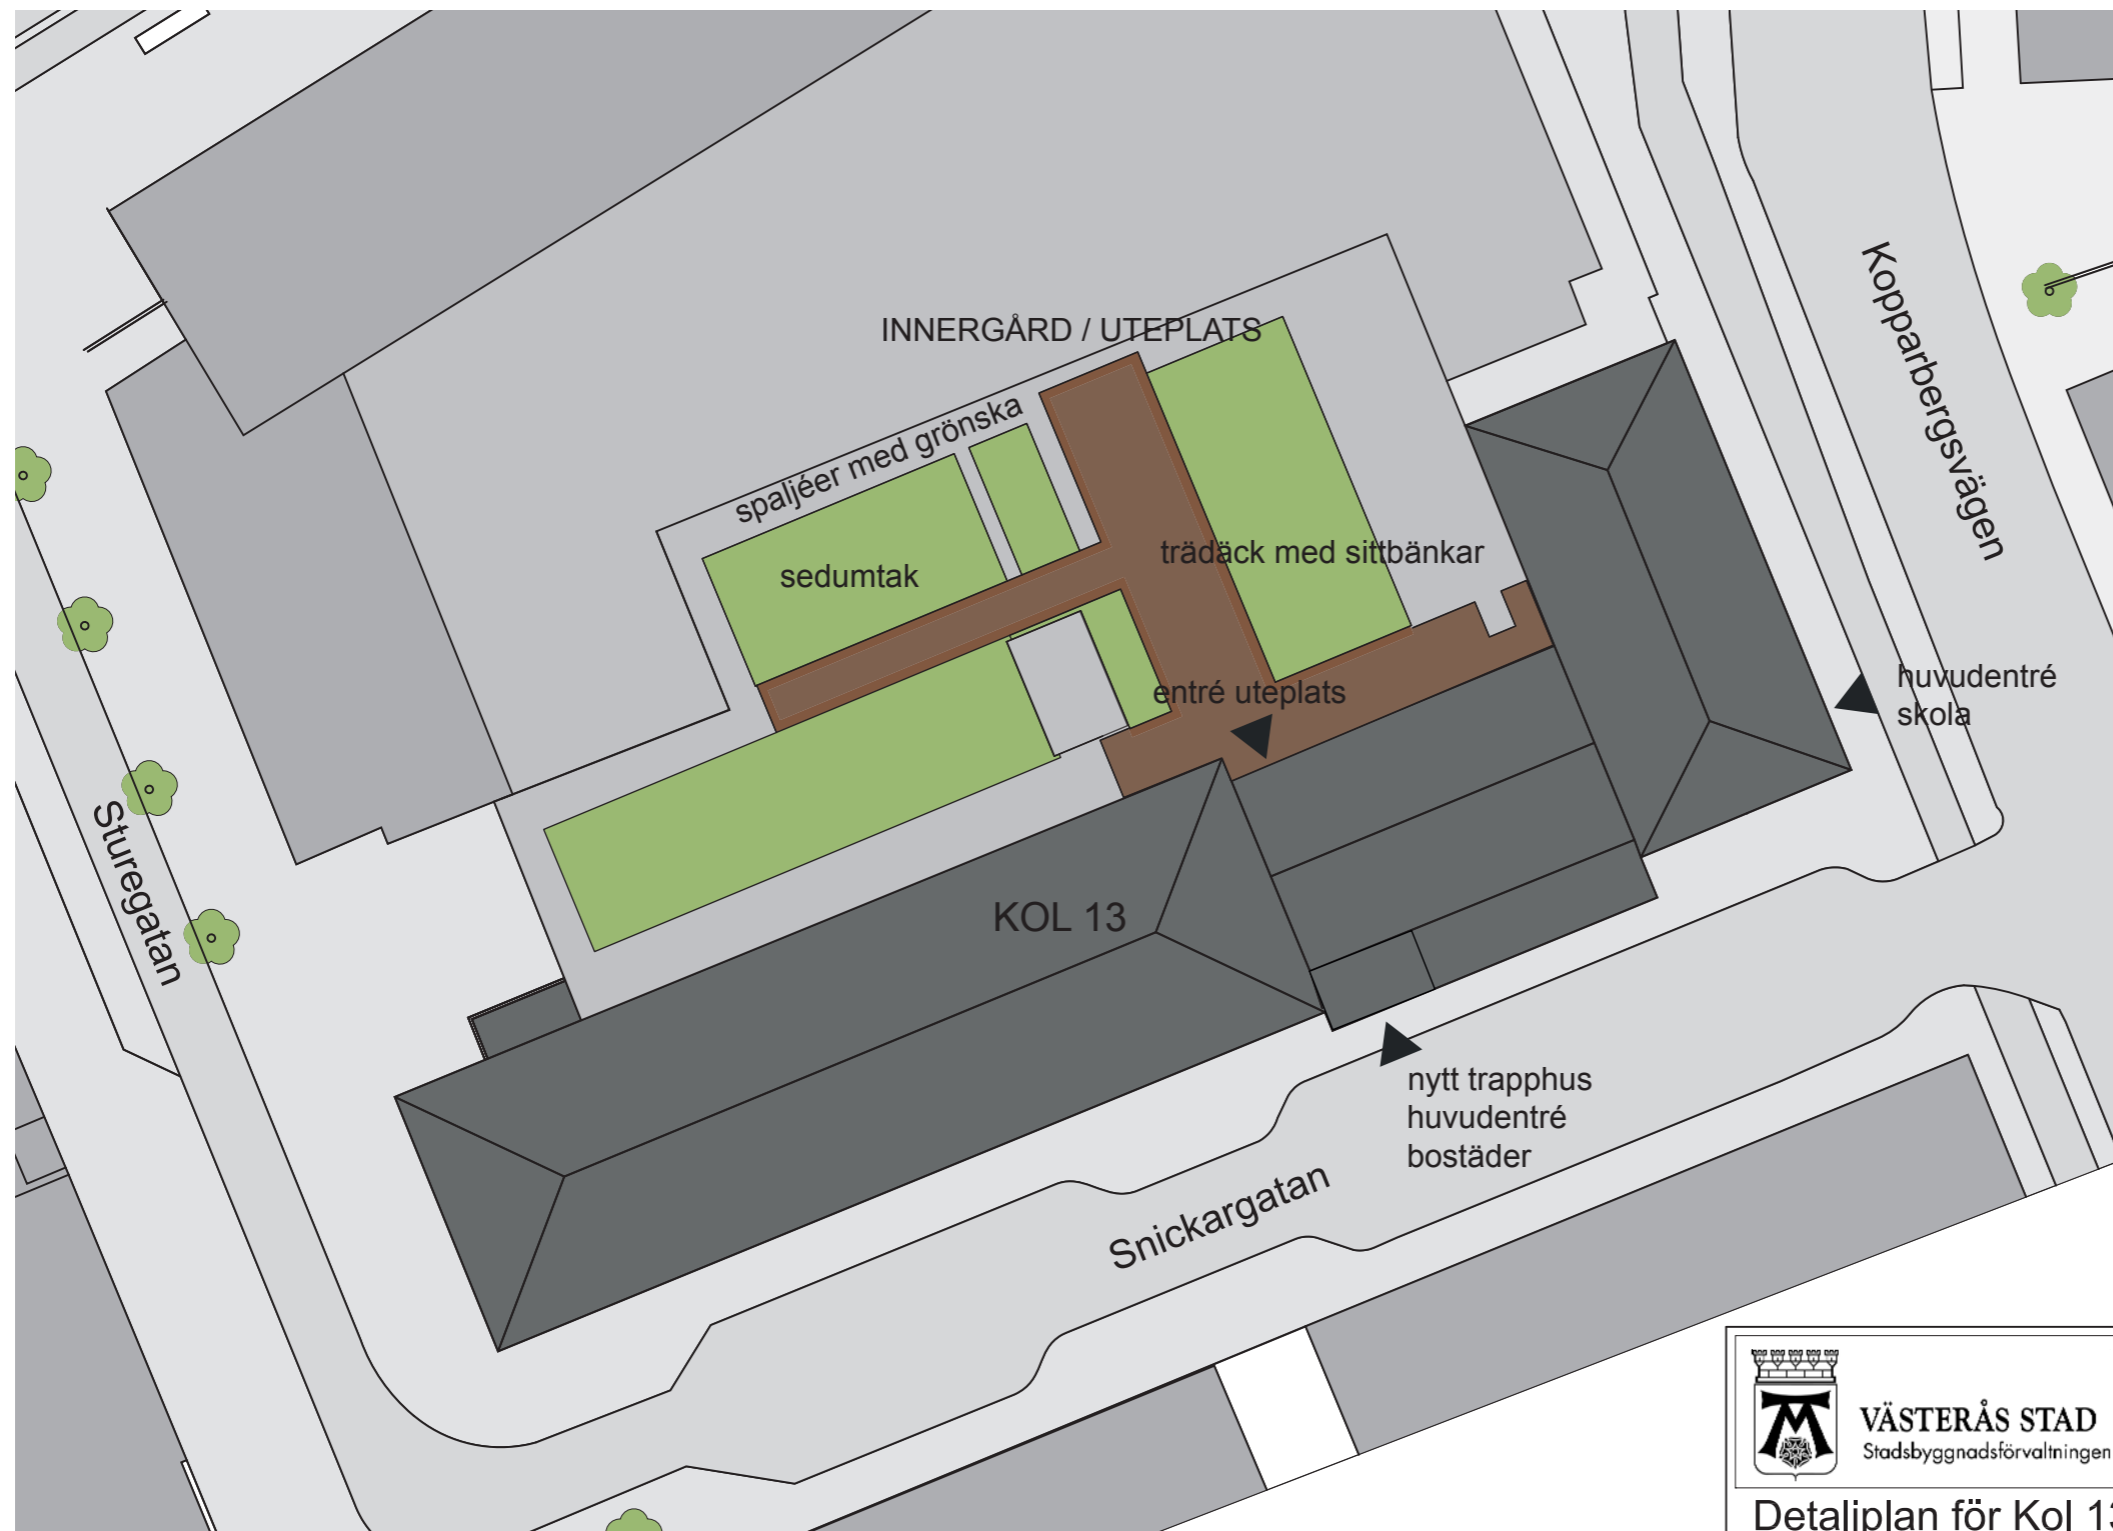 INNERGÅRD / UTEPLATS
Kopparbergsvägen
spaljéer med grönska
trädäck med sittbänkar
sedumtak
entré uteplats
huvudentré
skola
Sturegatan
KOL 13
nytt trapphus
huvudentré
bostäder
Snickargatan
VÄSTERÅS STAD
Stadsbyggnadsförvaltningen
Detaljplan för Kol 13